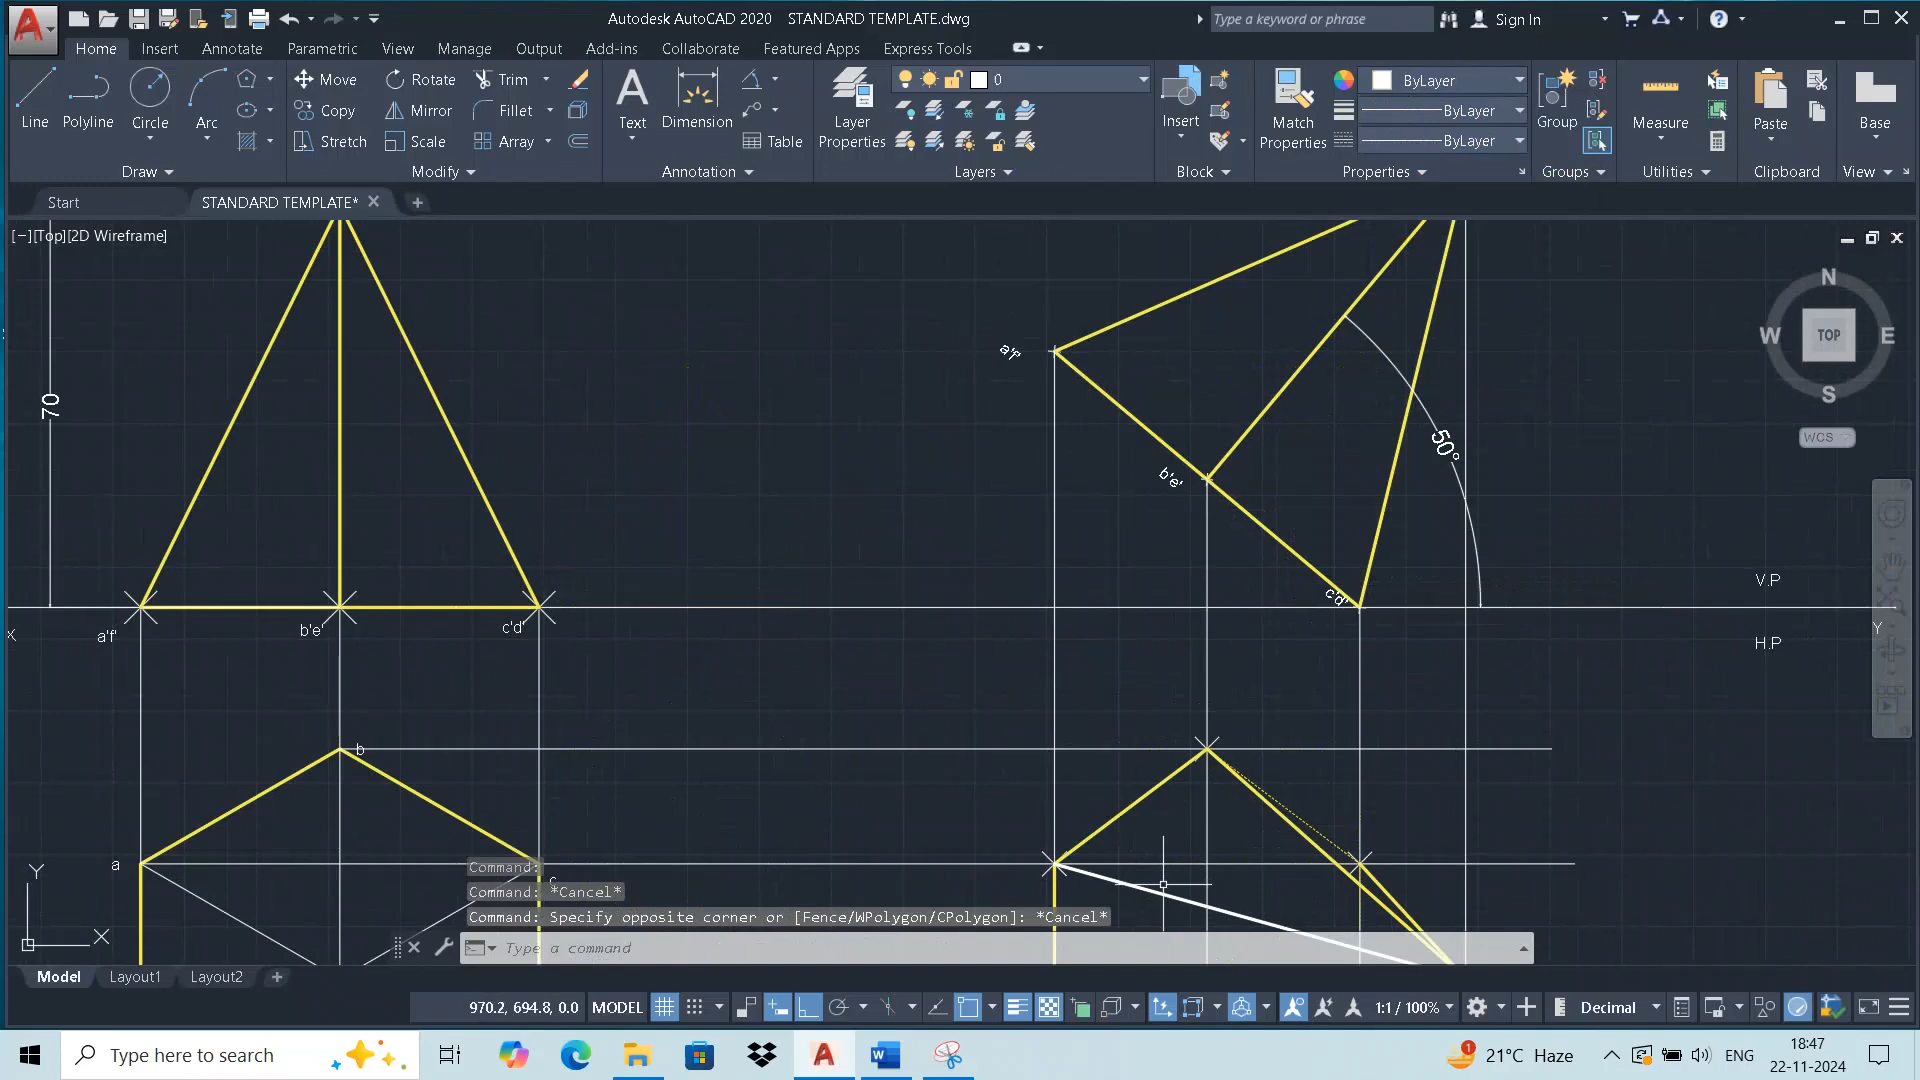 Autodesk AutoCAD 2020 STANDARD TEMPLATE.dwg
Type a keyword or phrase
Sign In
Home Insert Annotate Parametric View Manage Output Add-ins Collaborate Featured Apps Express Tools
Line Polyline Circle Arc
Move Rotate Trim
Copy Mirror Fillet
Stretch Scale Array
Text Dimension Table
Layer
Properties
0
Insert
Match
Properties
ByLayer
ByLayer
ByLayer
Group Measure Paste Base
Draw Modify Annotation Layers Block Properties Groups Utilities Clipboard View
Start STANDARD TEMPLATE*
[−][Top][2D Wireframe]
N
W TOP E
S
WCS
a'f'
70
50°
b'e'
V.P
c'd'
X a'f' b'e' c'd' Y
H.P
b
a
c
Y
X
Command:
Command: *Cancel*
Command: Specify opposite corner or [Fence/WPolygon/CPolygon]: *Cancel*
Type a command
Model Layout1 Layout2
970.2, 694.8, 0.0 MODEL 1:1 / 100% Decimal
Type here to search
1
21°C Haze
ENG
18:47
22-11-2024